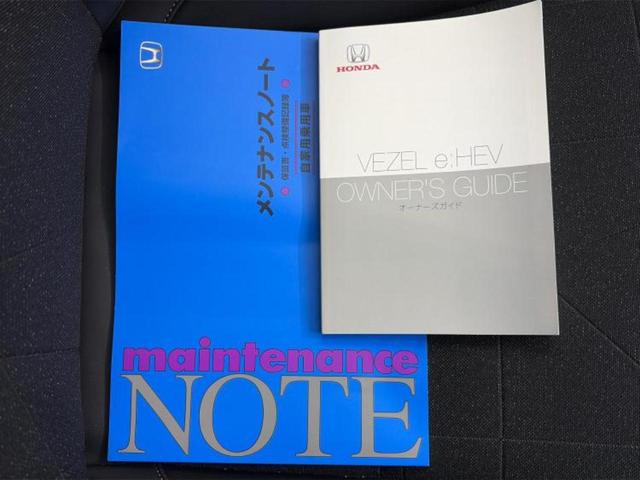 メンテナンスノート
保証書・点検整備記録簿
自家用乗用車
maintenance
NOTE
HONDA
VEZEL e:HEV
OWNER'S GUIDE
オーナーズガイド